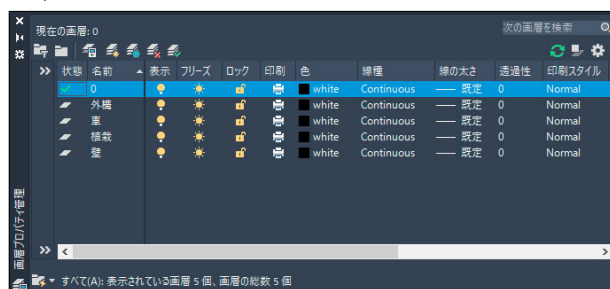 現在の画層: 0
次の画層を検索
状態 名前 表示 フリーズ ロック 印刷 色 線種 線の太さ 透過性 印刷スタイル
0 white Continuous 既定 0 Normal
外構 white Continuous 既定 0 Normal
車 white Continuous 既定 0 Normal
植栽 white Continuous 既定 0 Normal
壁 white Continuous 既定 0 Normal
すべて(A): 表示されている画層 5 個、画層の総数 5 個
画層プロパティ管理